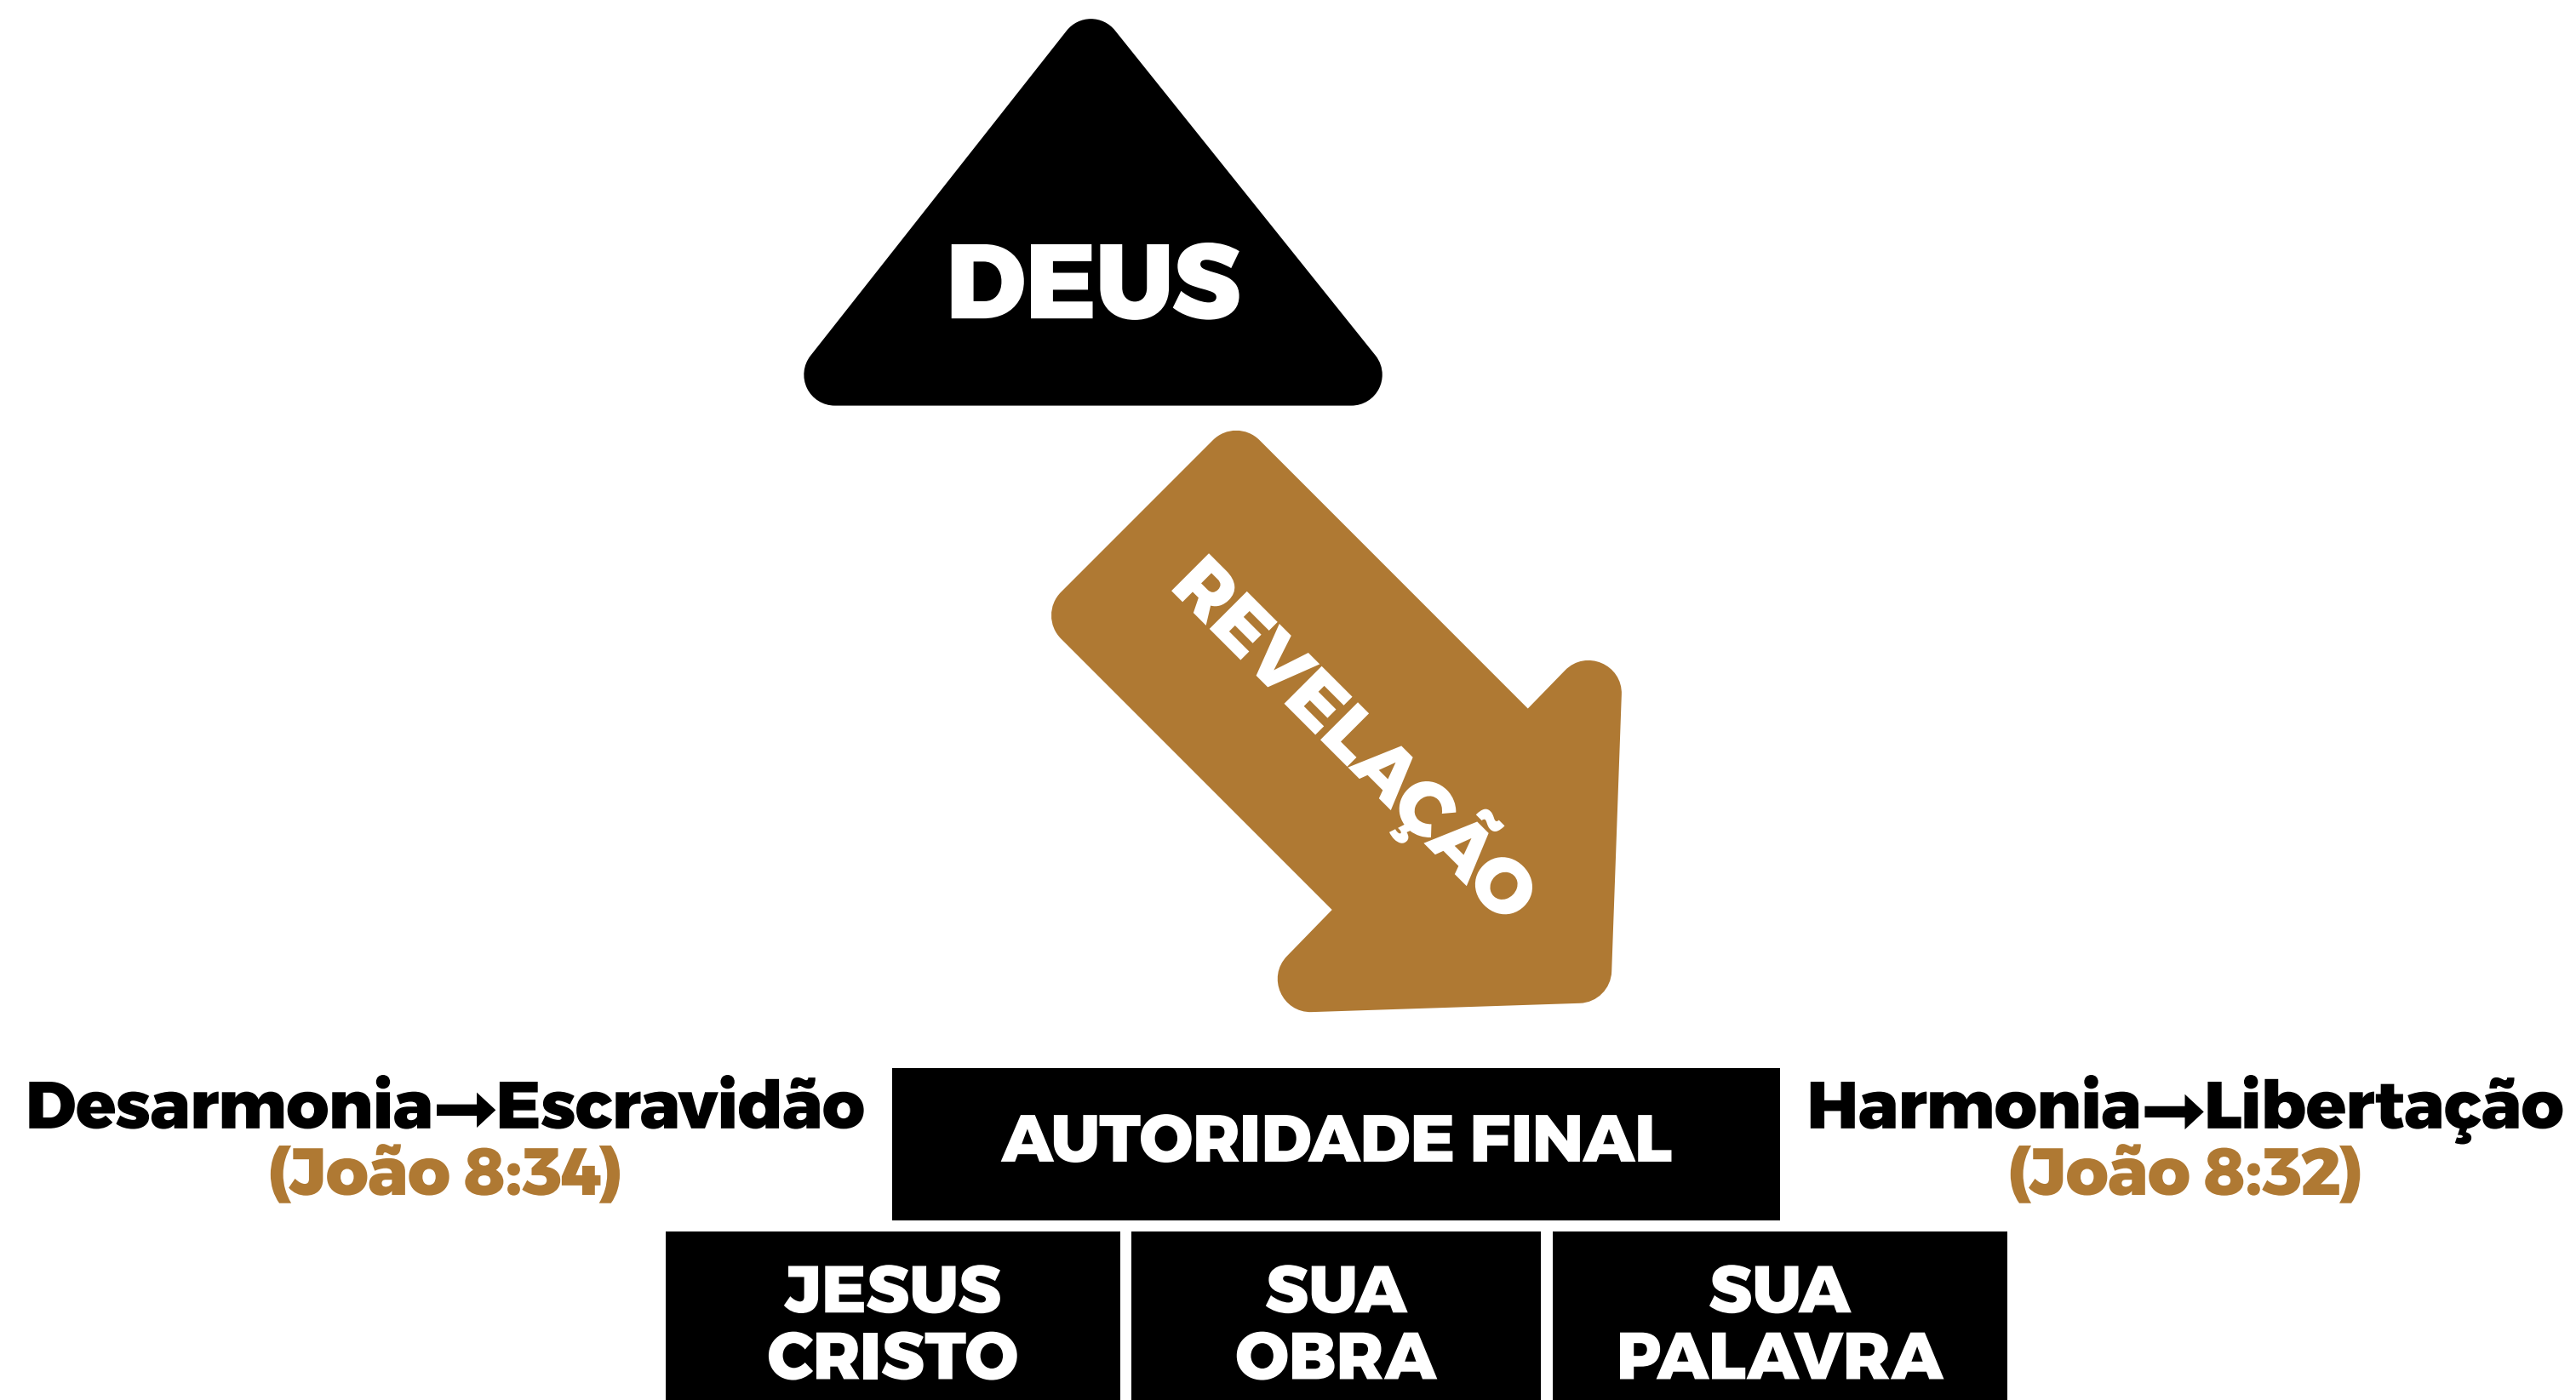 DEUS
REVELAÇÃO
Desarmonia→Escravidão
(João 8:34)
AUTORIDADE FINAL
Harmonia→Libertação
(João 8:32)
JESUS
CRISTO
SUA
OBRA
SUA
PALAVRA